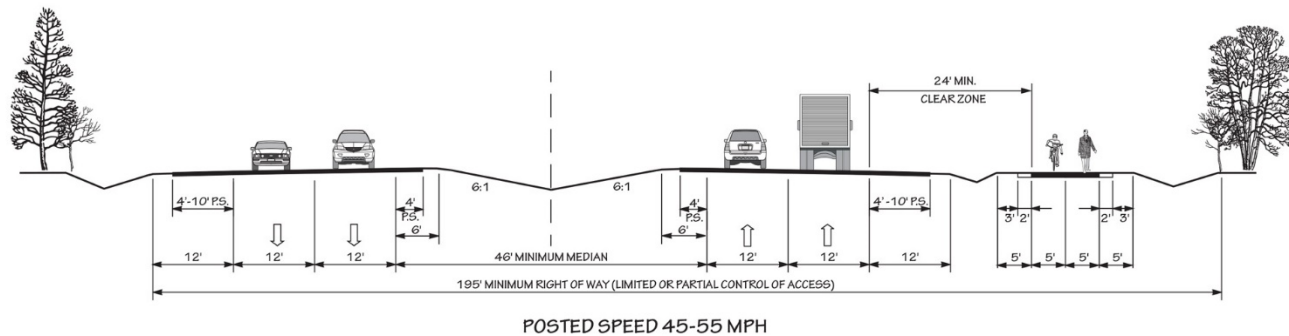 24' MIN.
CLEAR ZONE
6:1
6:1
4'-10' P.S.
4'
P.S.
6'
4'
P.S.
6'
4'-10' P.S.
3'
2'
2'
3'
12'
12'
12'
46' MINIMUM MEDIAN
12'
12'
12'
5'
5'
5'
5'
195' MINIMUM RIGHT OF WAY (LIMITED OR PARTIAL CONTROL OF ACCESS)
POSTED SPEED 45-55 MPH